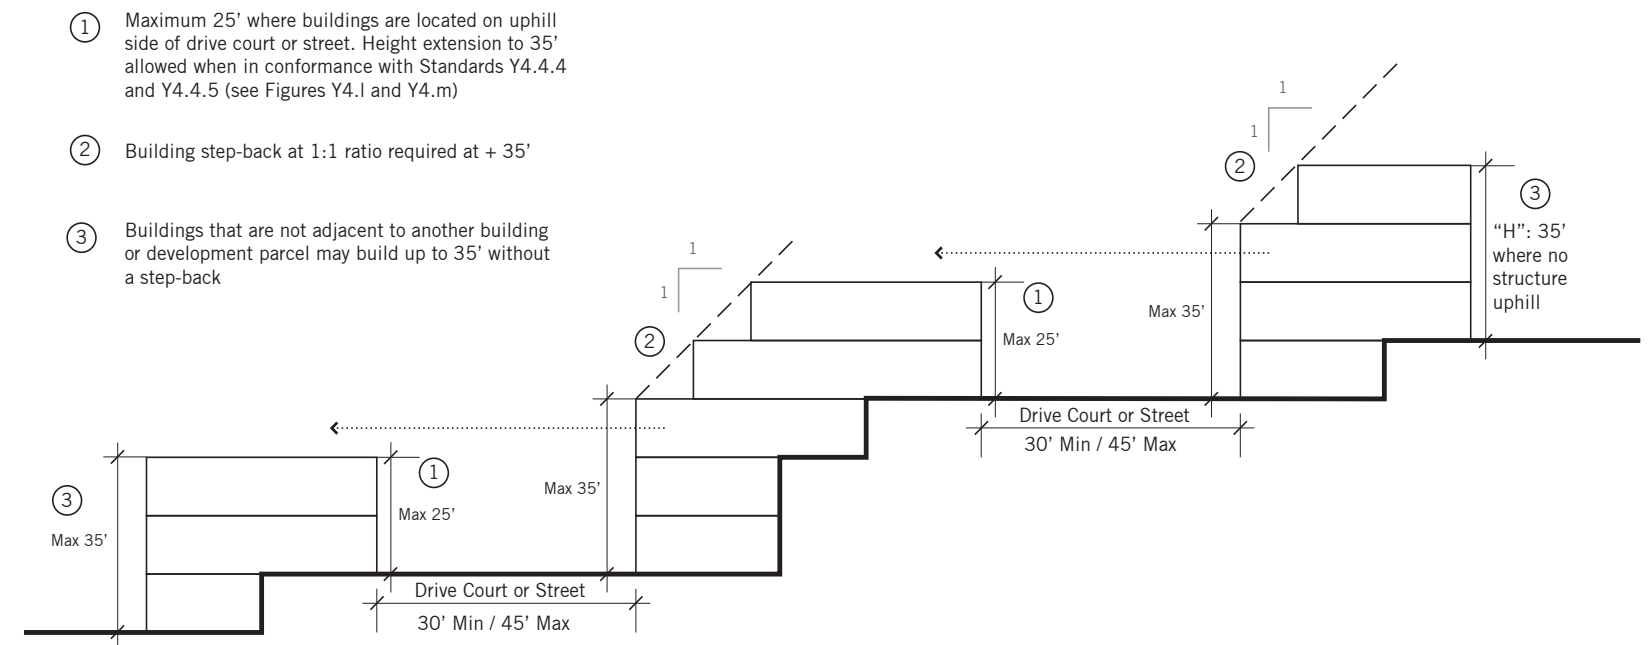 1
Maximum 25’ where buildings are located on uphill
side of drive court or street. Height extension to 35’
allowed when in conformance with Standards Y4.4.4
and Y4.4.5 (see Figures Y4.l and Y4.m)
2
Building step-back at 1:1 ratio required at + 35’
3
Buildings that are not adjacent to another building
or development parcel may build up to 35’ without
a step-back
3
Max 35’
1
Max 25’
Drive Court or Street
30’ Min / 45’ Max
Max 35’
2
1
1
1
Max 25’
Drive Court or Street
30’ Min / 45’ Max
Max 35’
2
1
1
3
“H”: 35’
where no
structure
uphill